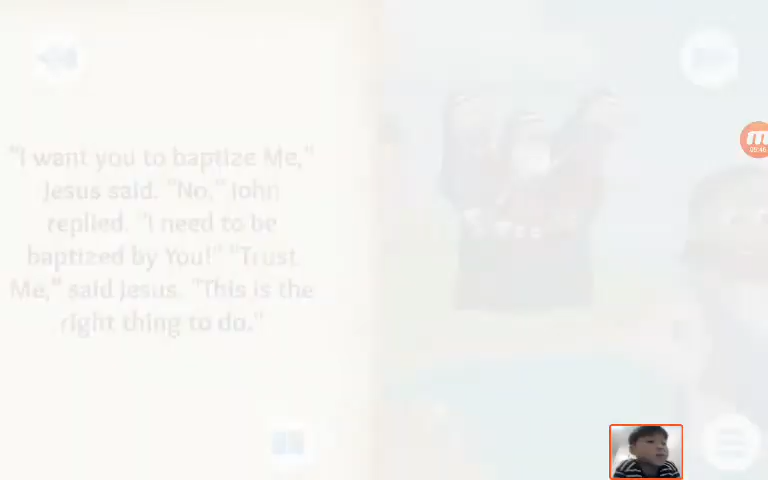 "I want you to baptize Me,"
Jesus said. "No," John
replied. "I need to be
baptized by You!" "Trust
Me," said Jesus. "This is the
right thing to do."